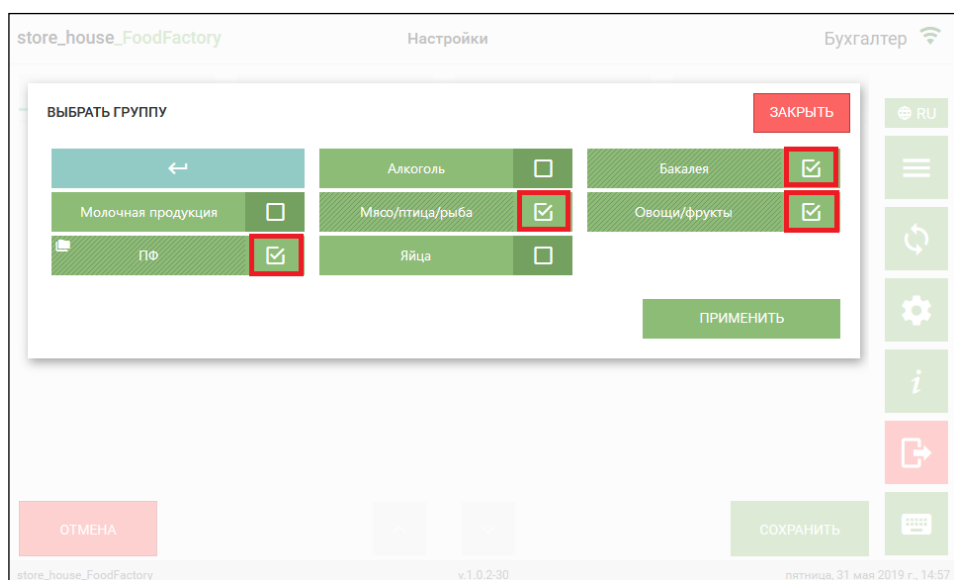 store_house_FoodFactory Настройки Бухгалтер
ВЫБРАТЬ ГРУППУ ЗАКРЫТЬ RU
Алкоголь Бакалея
Молочная продукция Мясо/птица/рыба Овощи/фрукты
ПФ Яйца
ПРИМЕНИТЬ
i
ОТМЕНА СОХРАНИТЬ
store_house_FoodFactory v.1.0.2-30 пятница, 31 мая 2019 г., 14:57